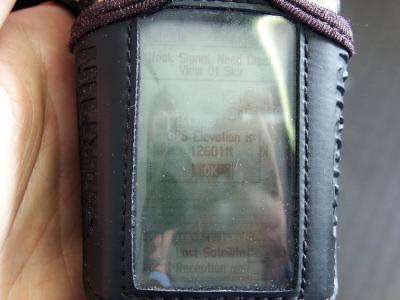 Weak Signal, Need Clear
View Of Sky
GPS Elevation is
12601ft
OK
Lost Satellite
Reception